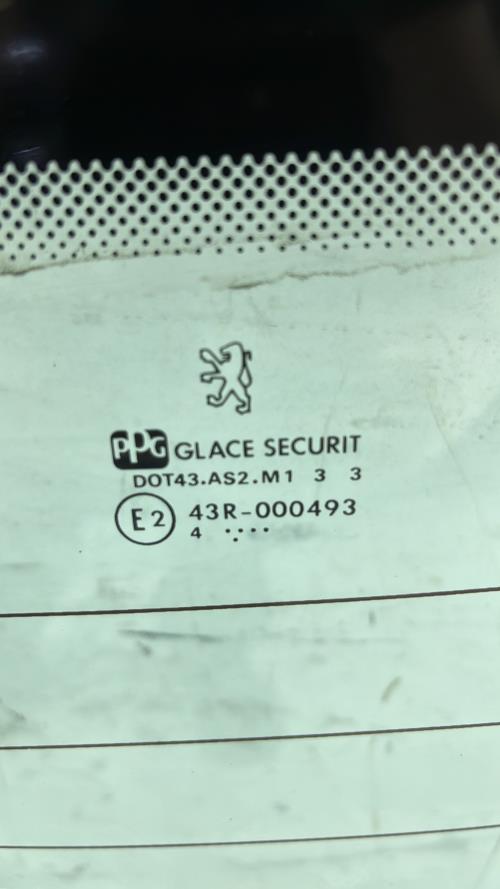 PPG GLACE SECURIT
DOT43.AS2.M1 3 3
E2 43R-000493
4 .:....